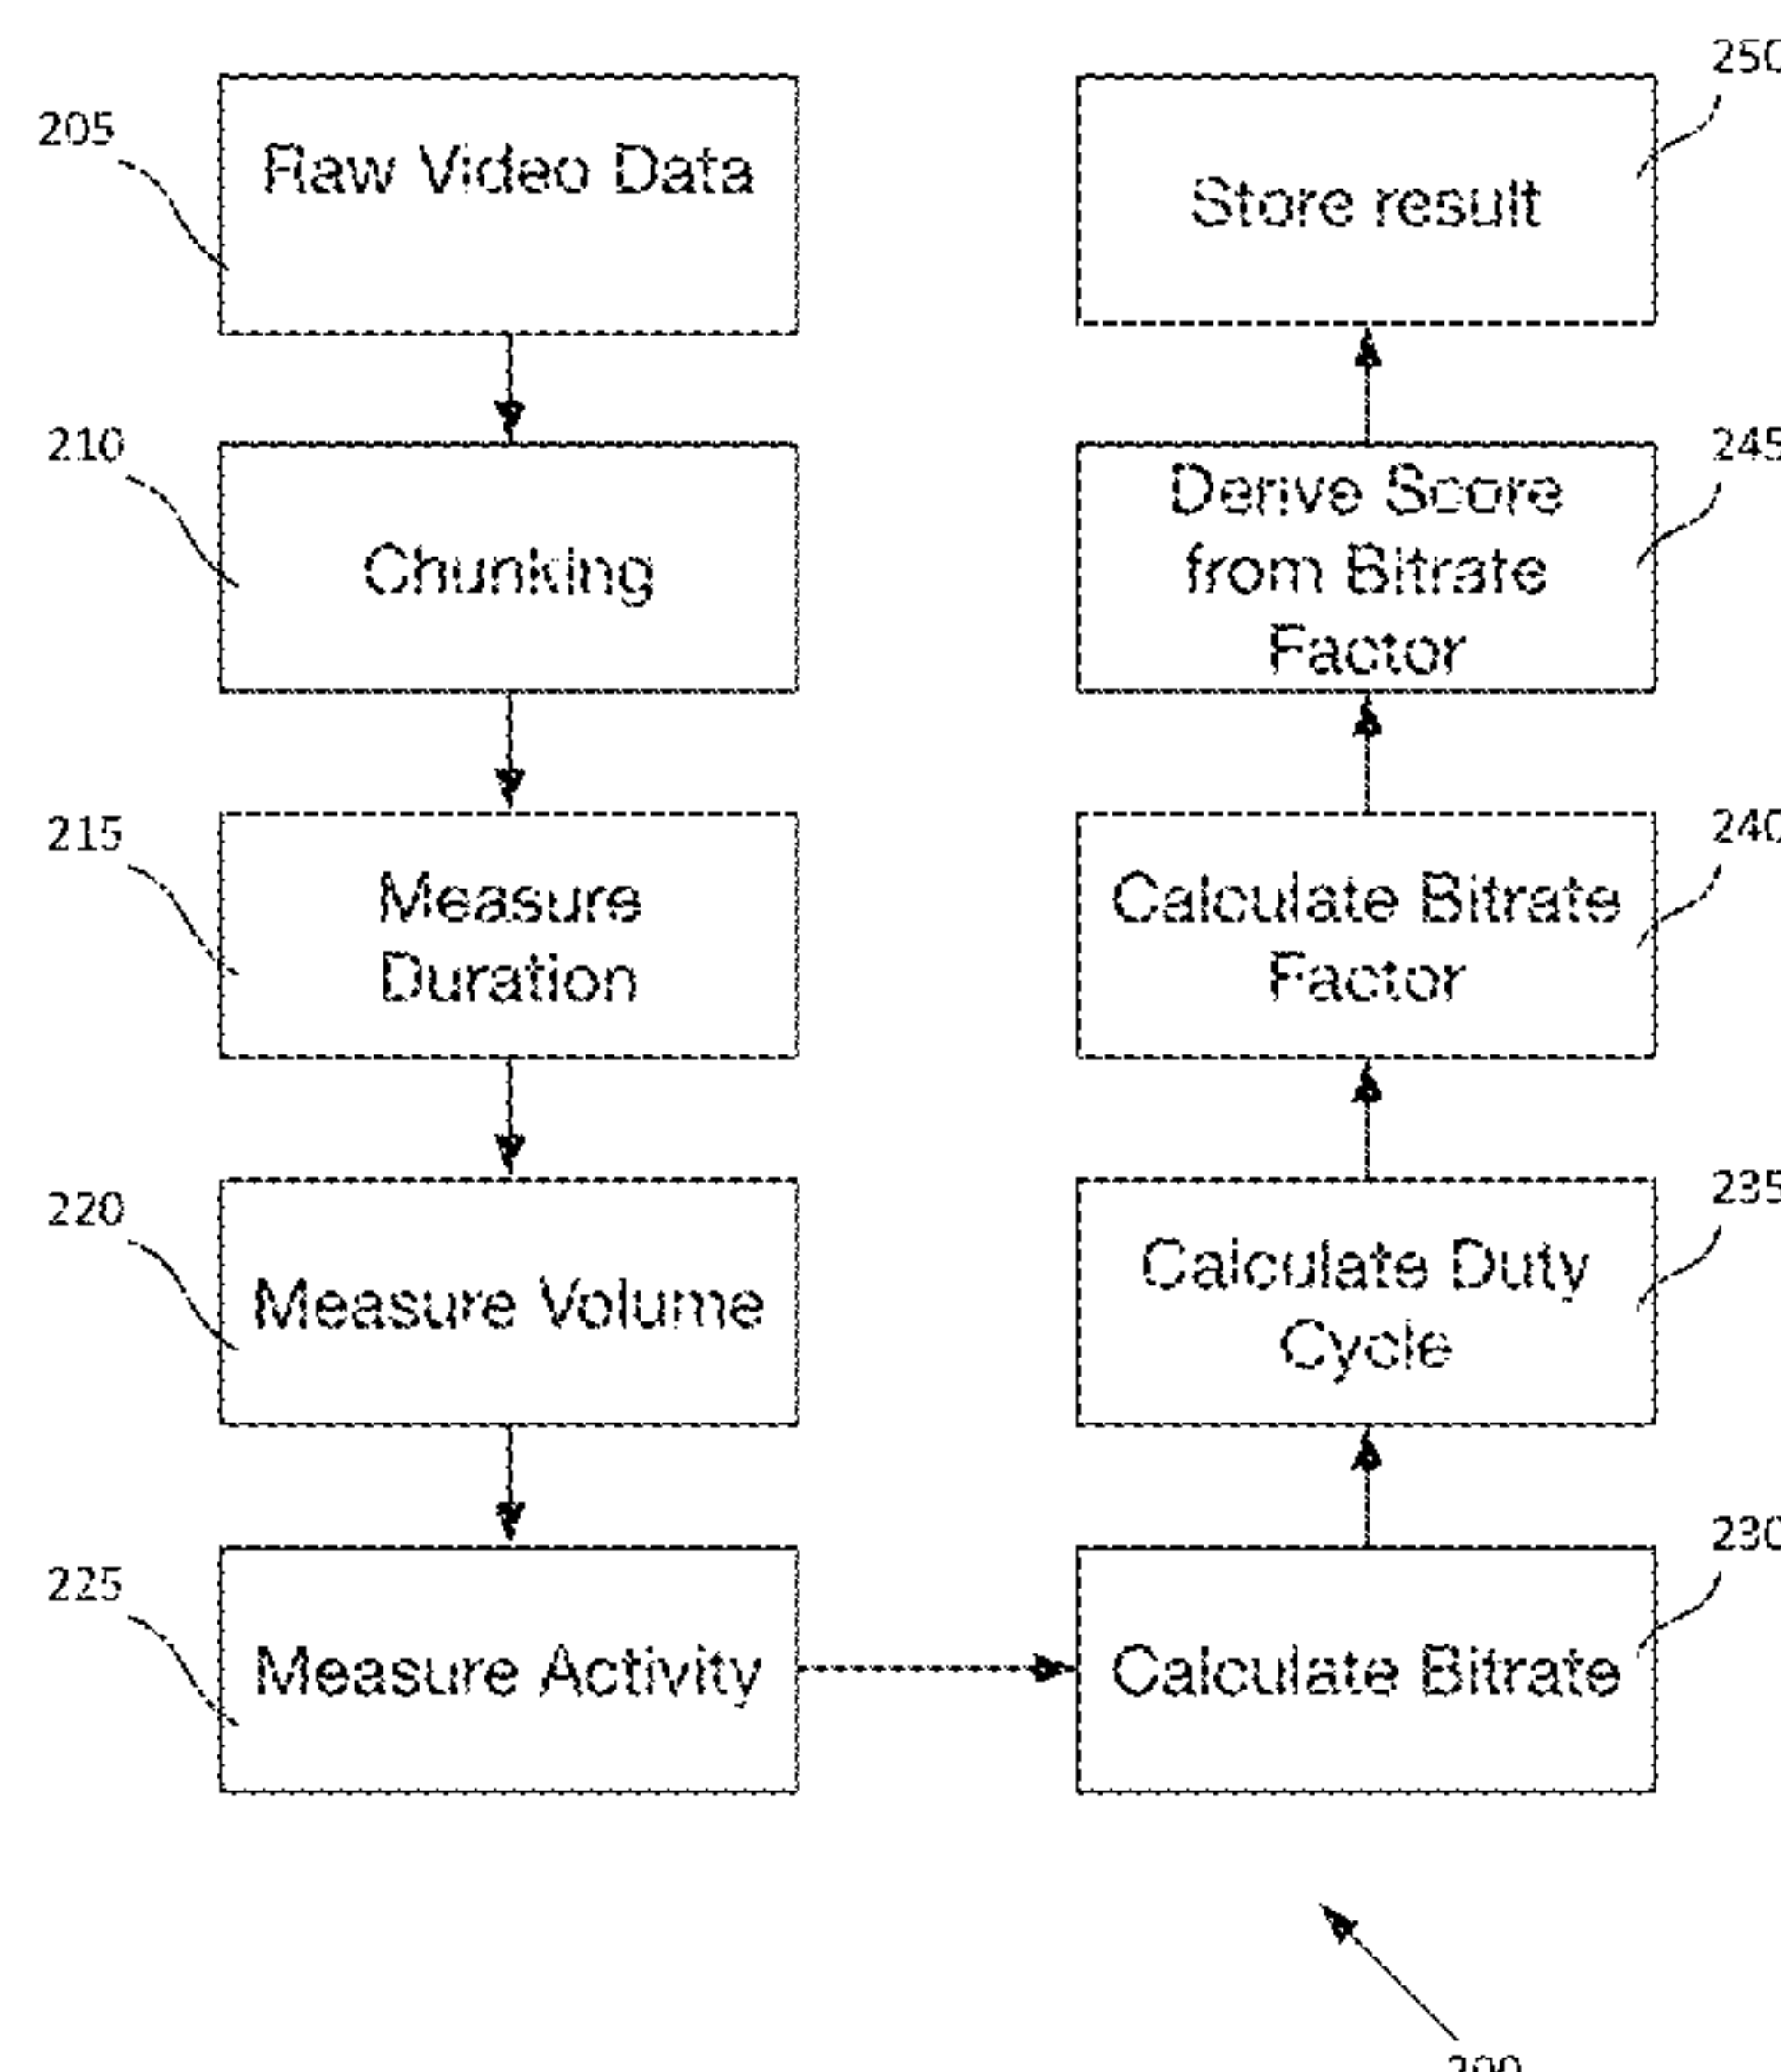 205
Raw Video Data
210
Chunking
215
Measure
Duration
220
Measure Volume
225
Measure Activity
250
Store result
245
Derive Score
from Bitrate
Factor
240
Calculate Bitrate
Factor
235
Calculate Duty
Cycle
230
Calculate Bitrate
200